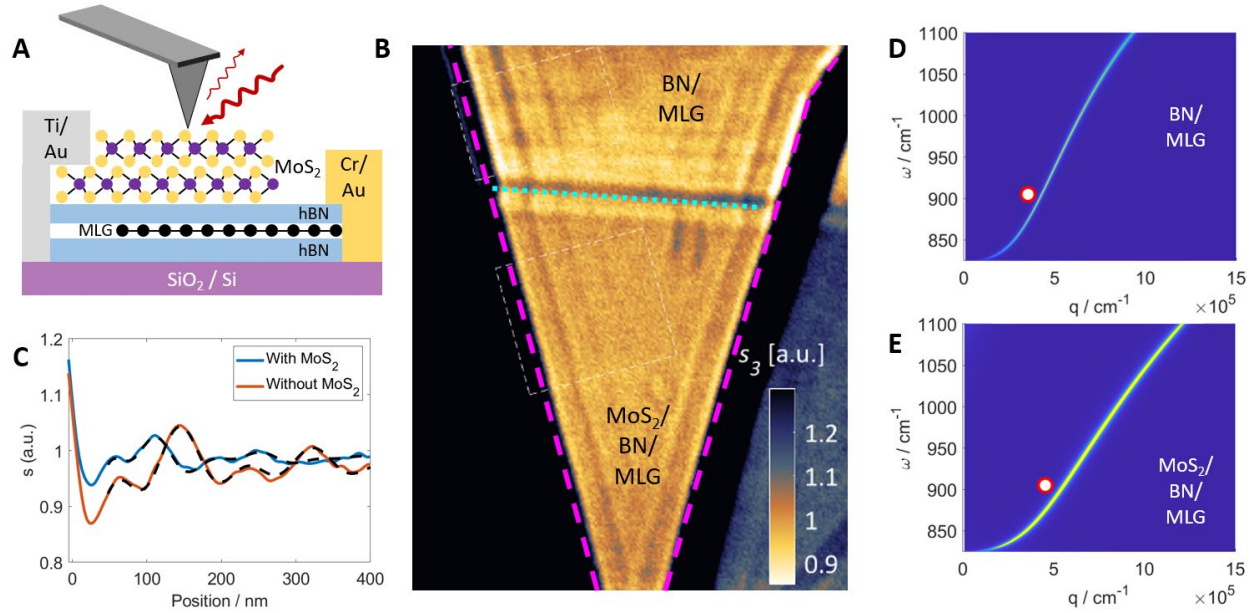 A
Ti/
Au
MoS2
Cr/
Au
hBN
MLG
hBN
SiO2 / Si
B
BN/
MLG
s3 [a.u.]
1.2
1.1
1
0.9
MoS2/
BN/
MLG
C
1.2
1.1
1
0.9
0.8
s (a.u.)
With MoS2
Without MoS2
0
100
200
300
400
Position / nm
D
1100
1050
1000
950
900
850
ω / cm-1
BN/
MLG
0
5
10
15
q / cm-1
×10^5
E
1100
1050
1000
950
900
850
ω / cm-1
MoS2/
BN/
MLG
0
5
10
15
q / cm-1
×10^5